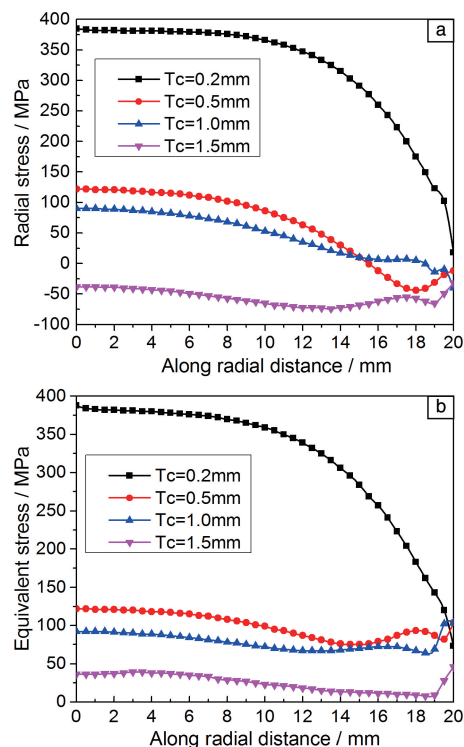 a
400
350
300
250
200
150
100
50
0
-50
-100
Radial stress / MPa
Tc=0.2mm
Tc=0.5mm
Tc=1.0mm
Tc=1.5mm
0 2 4 6 8 10 12 14 16 18 20
Along radial distance / mm
b
400
350
300
250
200
150
100
50
0
Equivalent stress / MPa
Tc=0.2mm
Tc=0.5mm
Tc=1.0mm
Tc=1.5mm
0 2 4 6 8 10 12 14 16 18 20
Along radial distance / mm